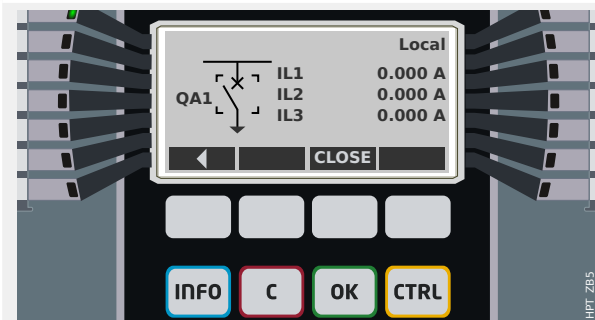 Local
IL1 0.000 A
QA1 IL2 0.000 A
IL3 0.000 A
CLOSE
INFO C OK CTRL
HPT_ZB5